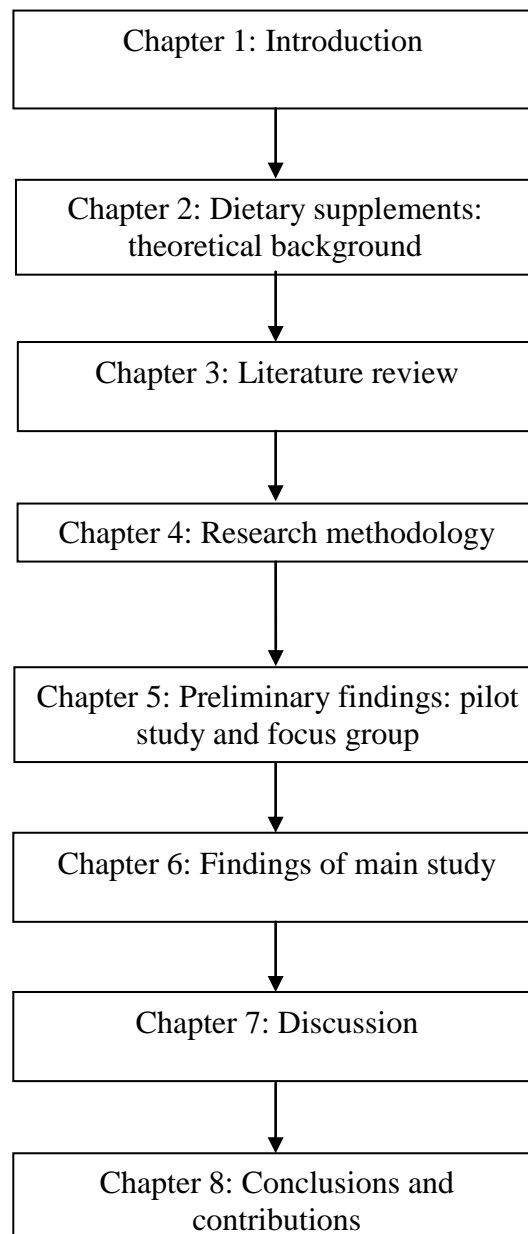 Chapter 1: Introduction
Chapter 2: Dietary supplements:
theoretical background
Chapter 3: Literature review
Chapter 4: Research methodology
Chapter 5: Preliminary findings: pilot
study and focus group
Chapter 6: Findings of main study
Chapter 7: Discussion
Chapter 8: Conclusions and
contributions